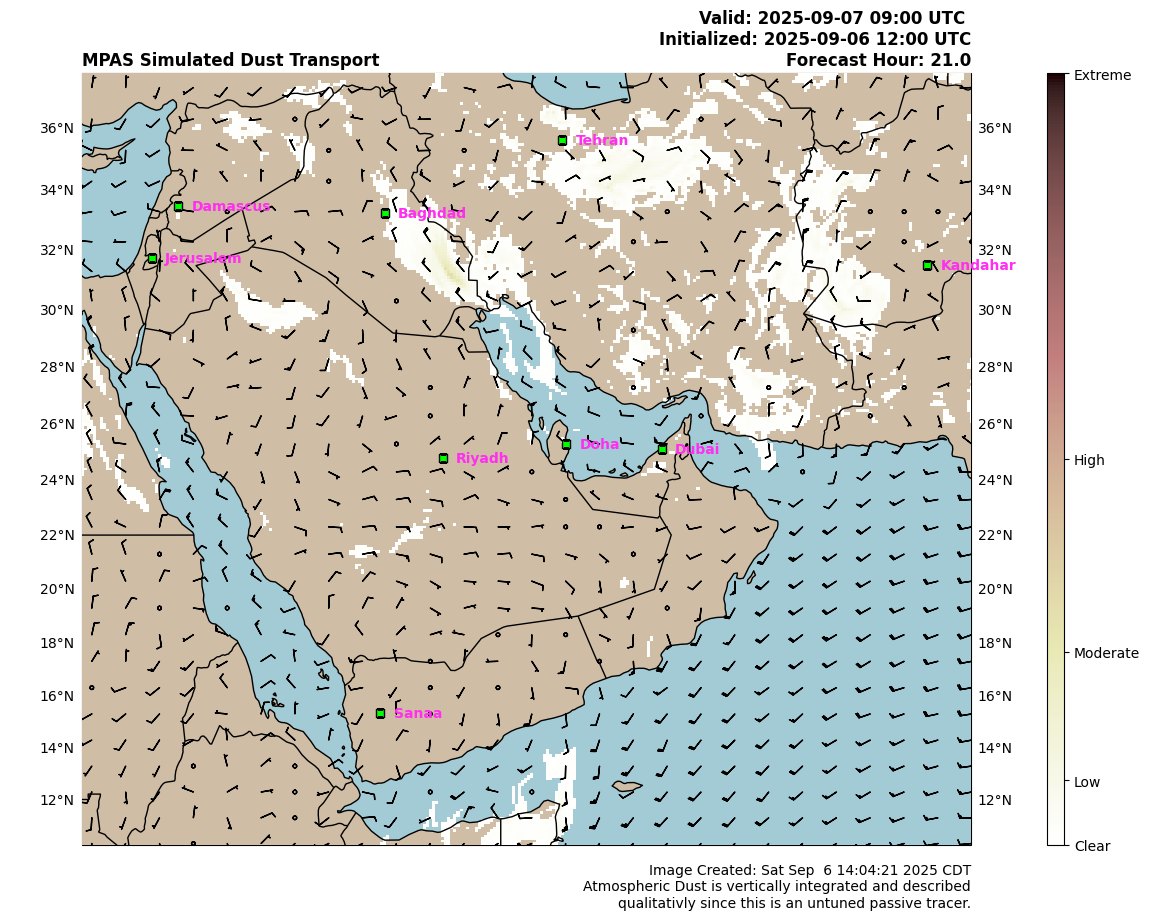 Valid: 2025-09-07 09:00 UTC
Initialized: 2025-09-06 12:00 UTC
MPAS Simulated Dust Transport Forecast Hour: 21.0
Extreme
36°N 36°N
Tehran
34°N 34°N
Damascus
Baghdad
32°N 32°N
Jerusalem
Kandahar
30°N 30°N
28°N 28°N
26°N 26°N
Doha
Dubai
Riyadh
High
24°N 24°N
22°N 22°N
20°N 20°N
18°N 18°N
Moderate
16°N 16°N
Sanaa
14°N 14°N
Low
12°N 12°N
Clear
Image Created: Sat Sep  6 14:04:21 2025 CDT
Atmospheric Dust is vertically integrated and described
qualitativly since this is an untuned passive tracer.